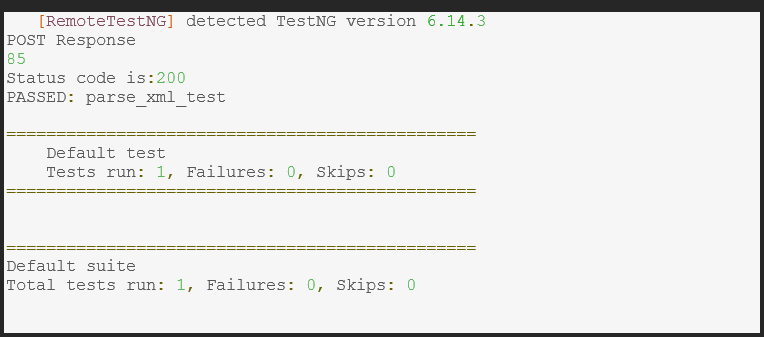 [RemoteTestNG] detected TestNG version 6.14.3
POST Response
85
Status code is:200
PASSED: parse_xml_test
===============================================
Default test
Tests run: 1, Failures: 0, Skips: 0
===============================================
===============================================
Default suite
Total tests run: 1, Failures: 0, Skips: 0